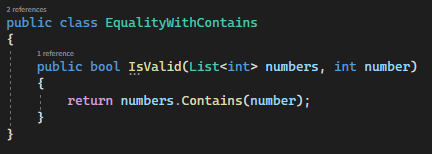 2 references
public class EqualityWithContains
{
1 reference
public bool IsValid(List<int> numbers, int number)
{
return numbers.Contains(number);
}
}